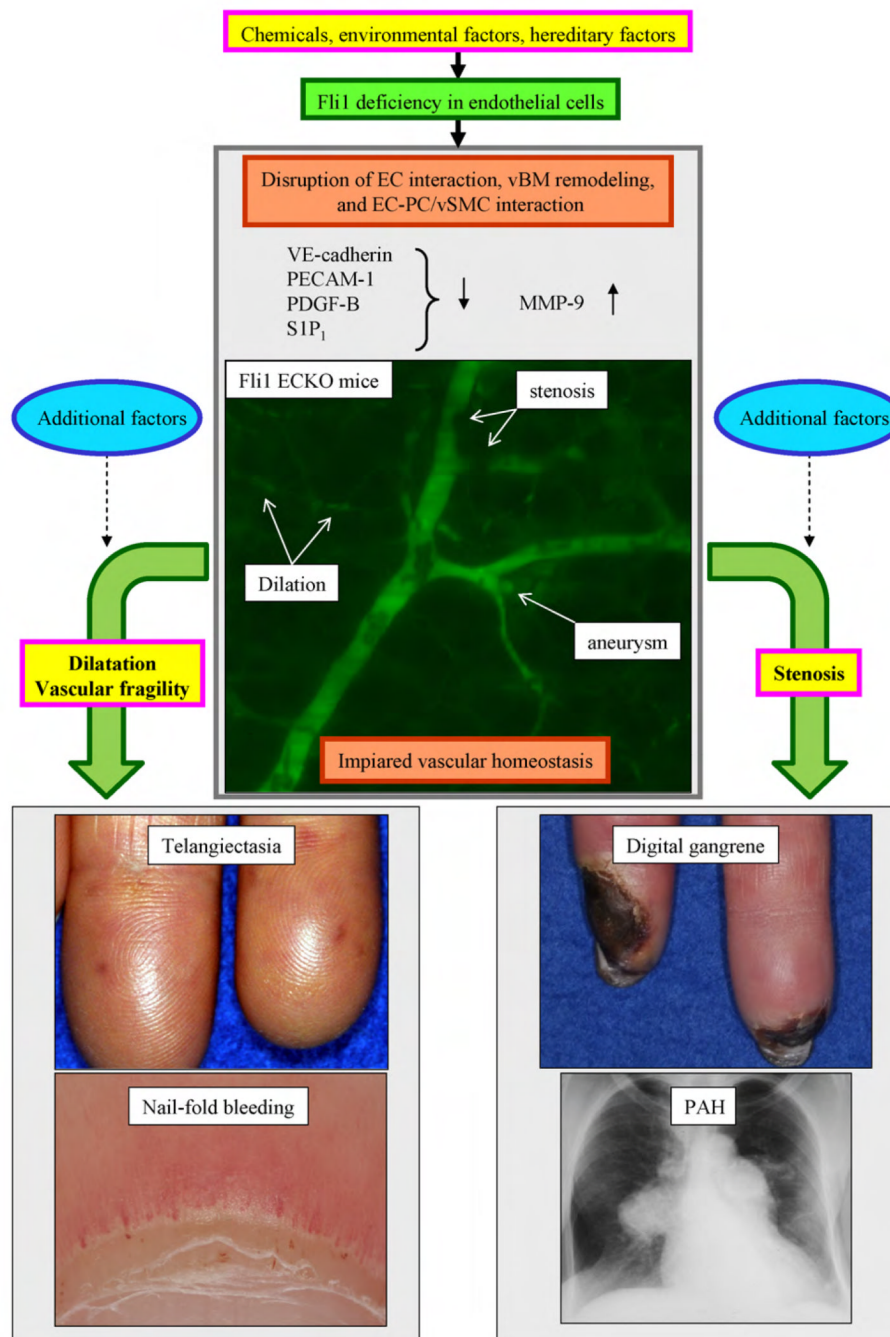 Chemicals, environmental factors, hereditary factors
Fli1 deficiency in endothelial cells
Disruption of EC interaction, vBM remodeling,
and EC-PC/vSMC interaction
VE-cadherin
PECAM-1
PDGF-B
S1P₁
↓
MMP-9 ↑
Fli1 ECKO mice
stenosis
Additional factors
Additional factors
Dilation
aneurysm
Dilatation
Vascular fragility
Stenosis
Impiared vascular homeostasis
Telangiectasia
Digital gangrene
Nail-fold bleeding
PAH